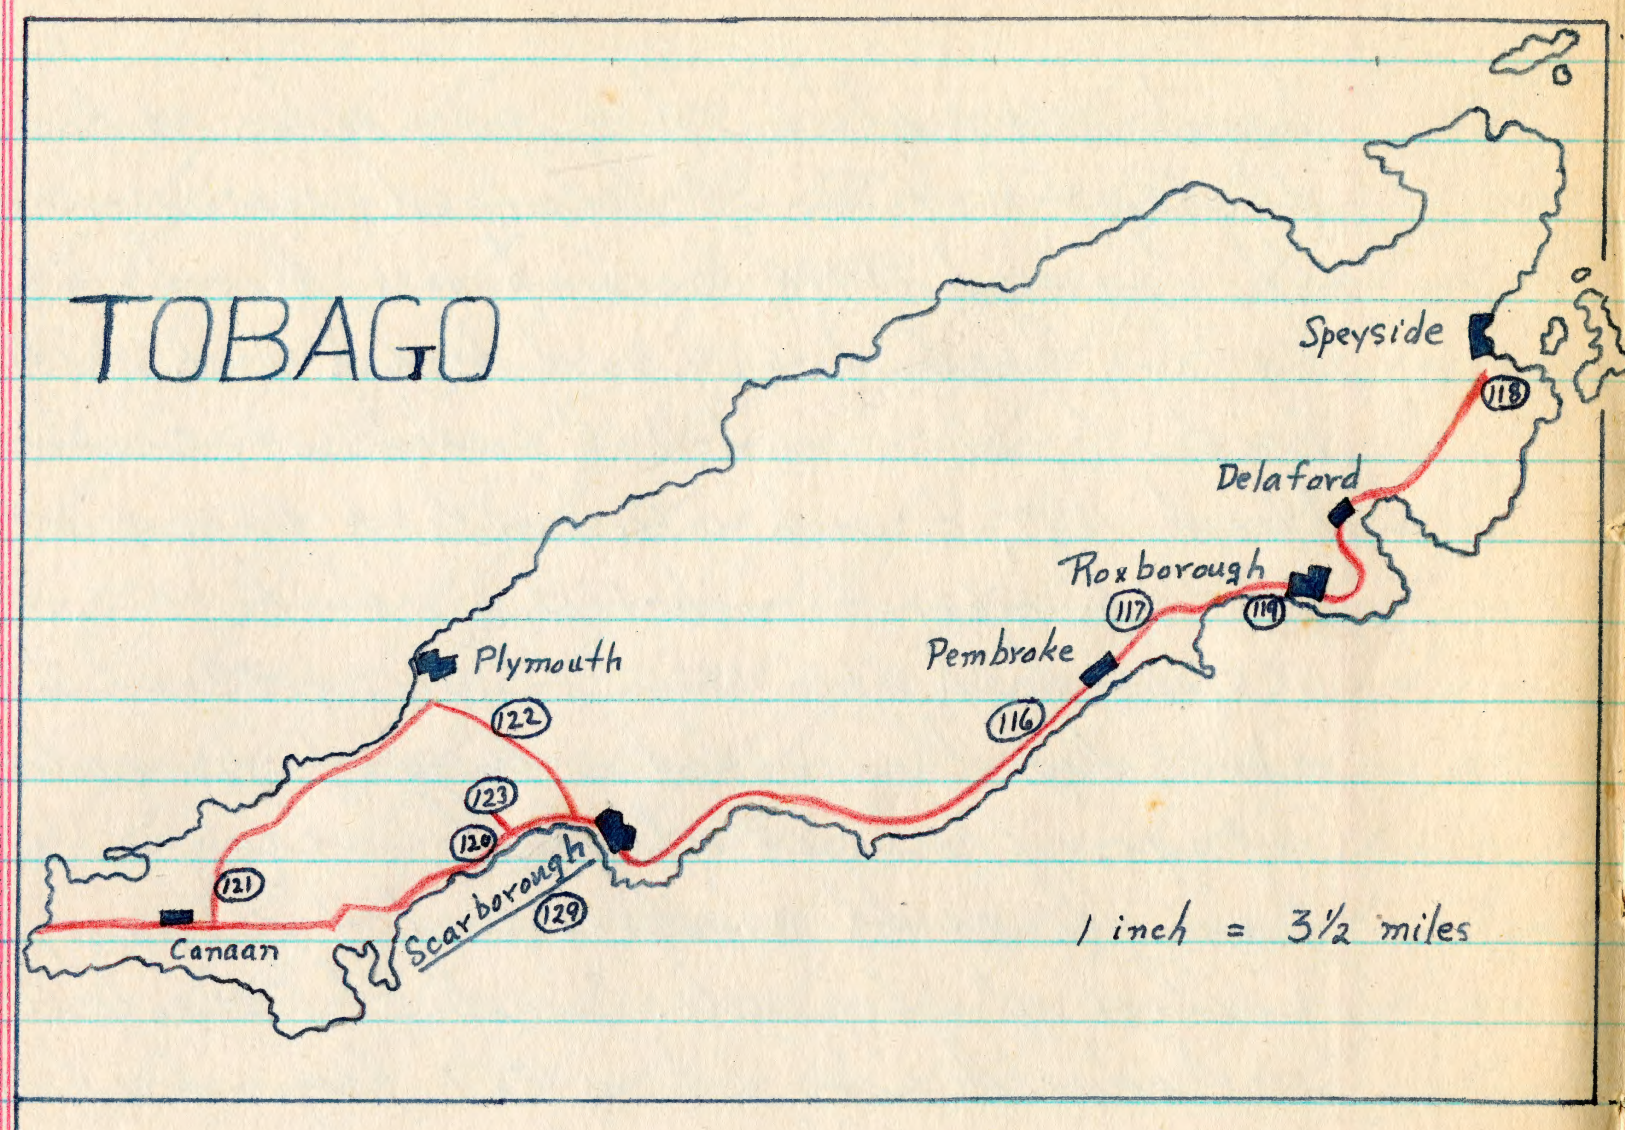 TOBAGO
Speyside
118
Delaford
Roxborough
117
119
Pembroke
Plymouth
122
116
123
120
121
Scarborough
129
Canaan
1 inch = 3½ miles